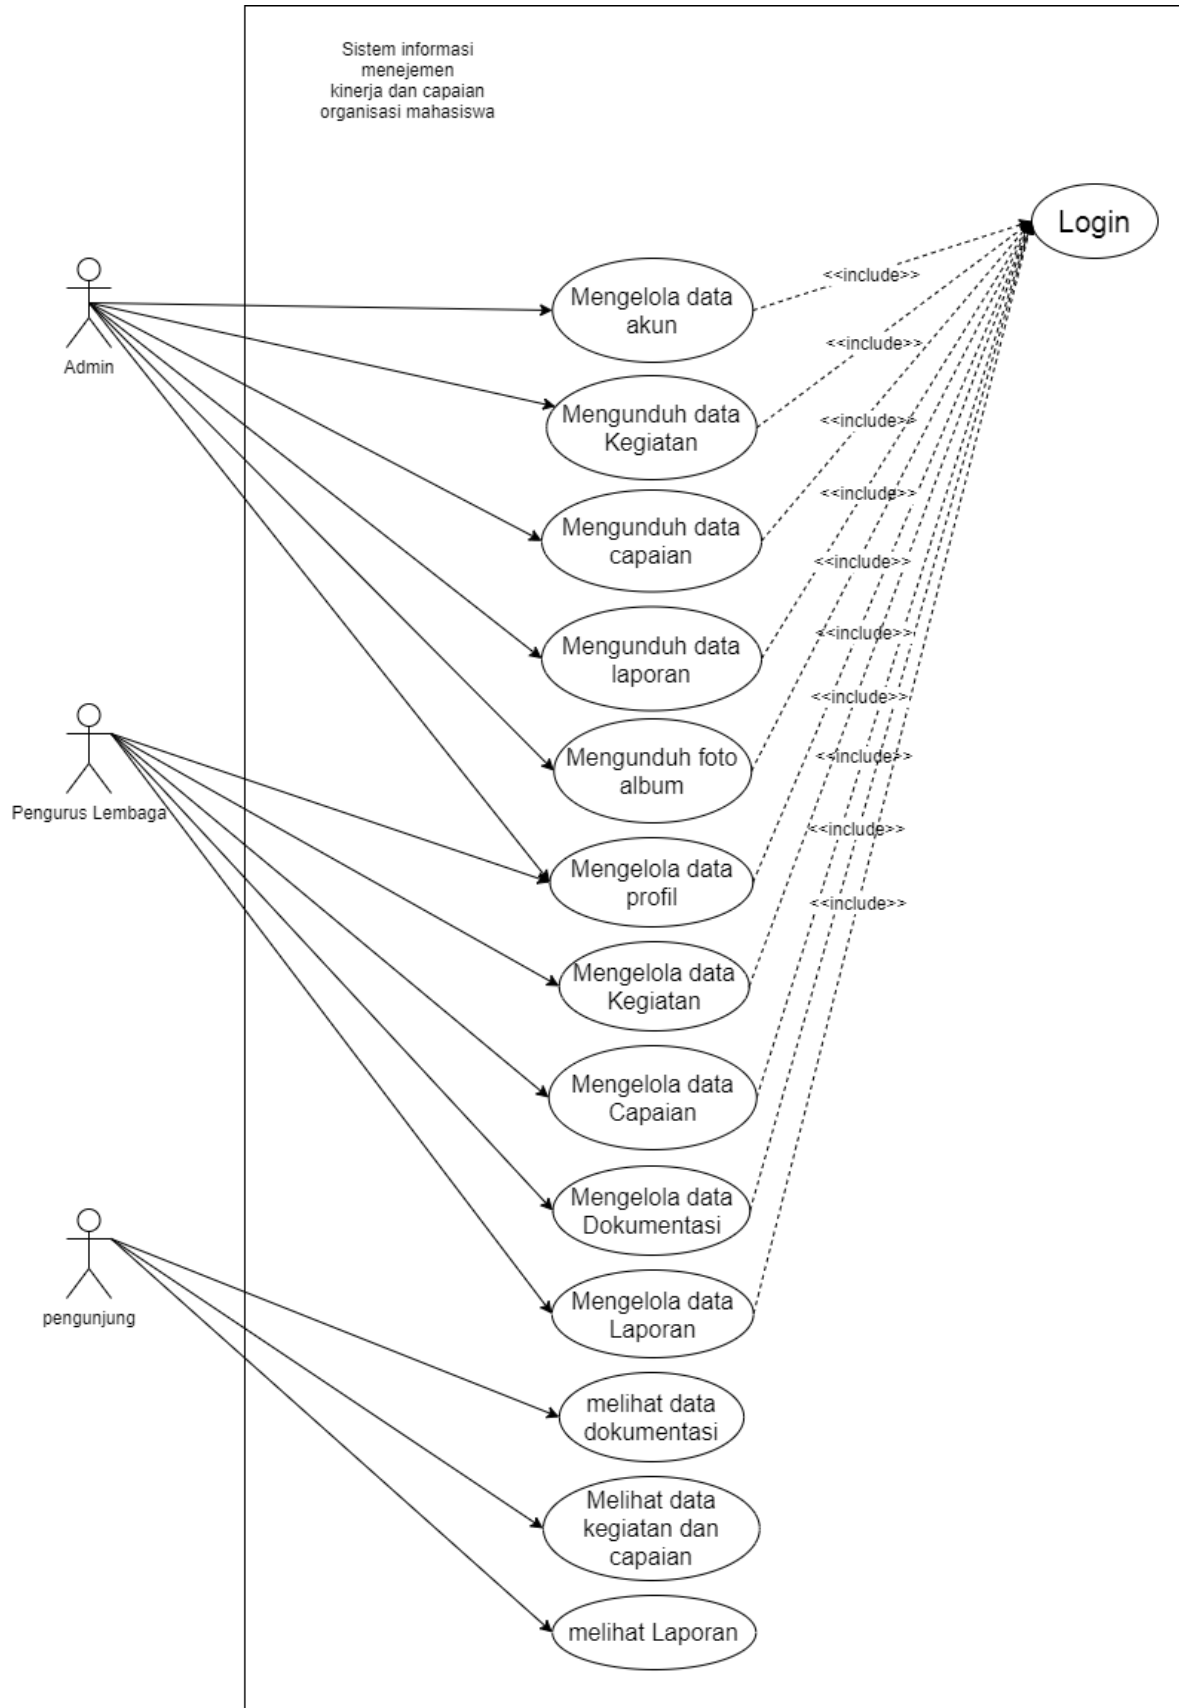 Sistem informasi
menejemen
kinerja dan capaian
organisasi mahasiswa
Login
Admin
Mengelola data
akun
<<include>>
Mengunduh data
Kegiatan
<<include>>
Mengunduh data
capaian
<<include>>
Mengunduh data
laporan
<<include>>
Mengunduh foto
album
<<include>>
Pengurus Lembaga
Mengelola data
profil
<<include>>
Mengelola data
Kegiatan
<<include>>
Mengelola data
Capaian
<<include>>
Mengelola data
Dokumentasi
<<include>>
Mengelola data
Laporan
<<include>>
pengunjung
melihat data
dokumentasi
Melihat data
kegiatan dan
capaian
melihat Laporan